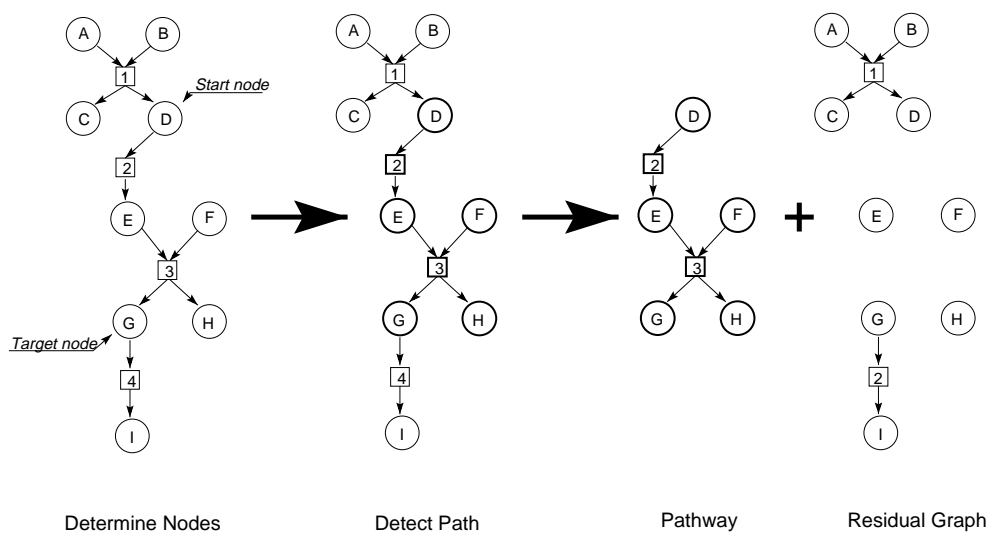 A B
1
Start node
C D
2
E F
3
G H
Target node
4
I
Determine Nodes
A B
1
C D
2
E F
3
G H
4
I
Detect Path
D
2
E F
3
G H
Pathway
A B
1
C D
E F
G H
2
I
Residual Graph